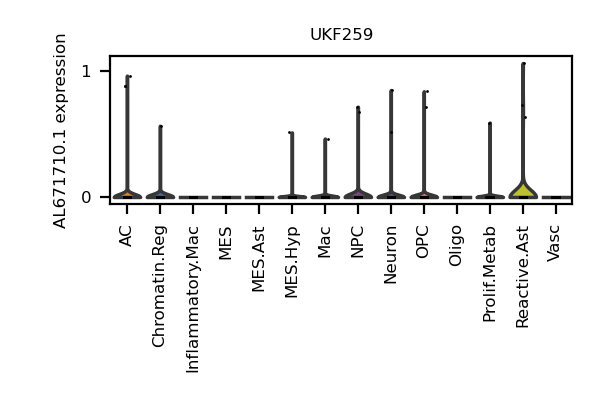 UKF259
AL671710.1 expression
1
0
AC
Chromatin.Reg
Inflammatory.Mac
MES
MES.Ast
MES.Hyp
Mac
NPC
Neuron
OPC
Oligo
Prolif.Metab
Reactive.Ast
Vasc